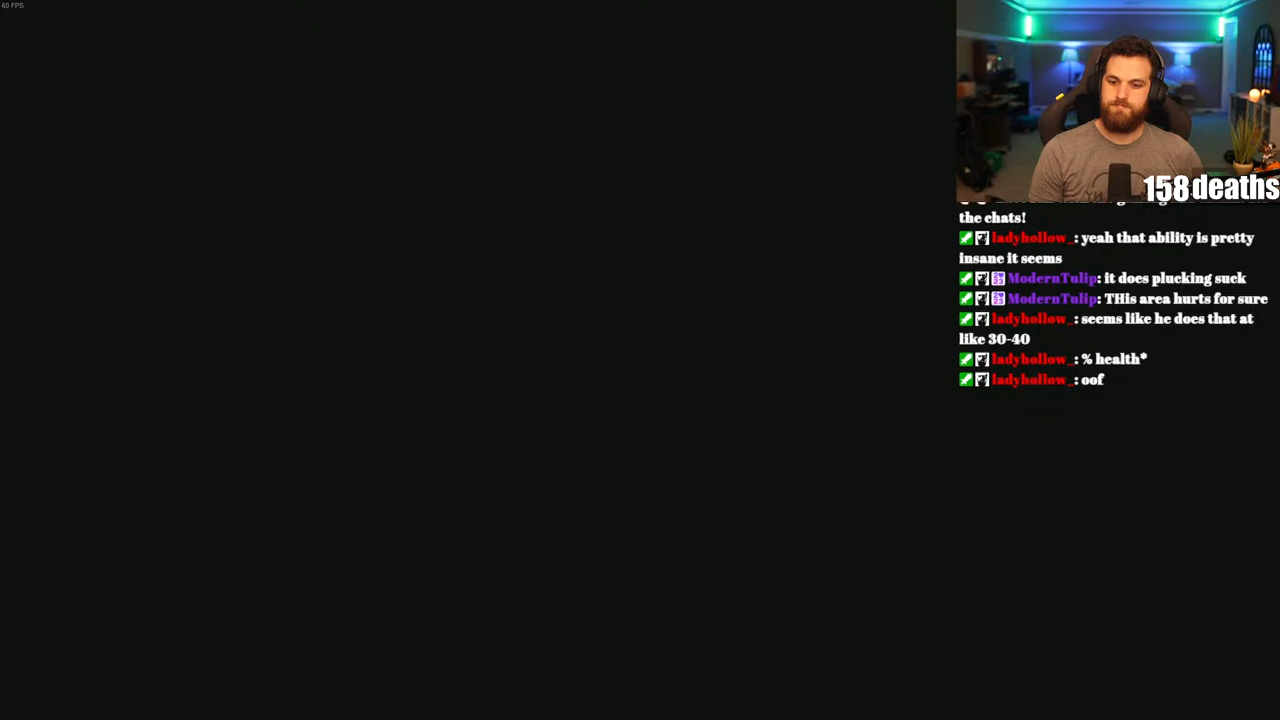 60 FPS
158 deaths
the chats!
ladyhollow_: yeah that ability is pretty
insane it seems
ModernTulip: it does plucking suck
ModernTulip: THis area hurts for sure
ladyhollow_: seems like he does that at
like 30-40
ladyhollow_: % health*
ladyhollow_: oof